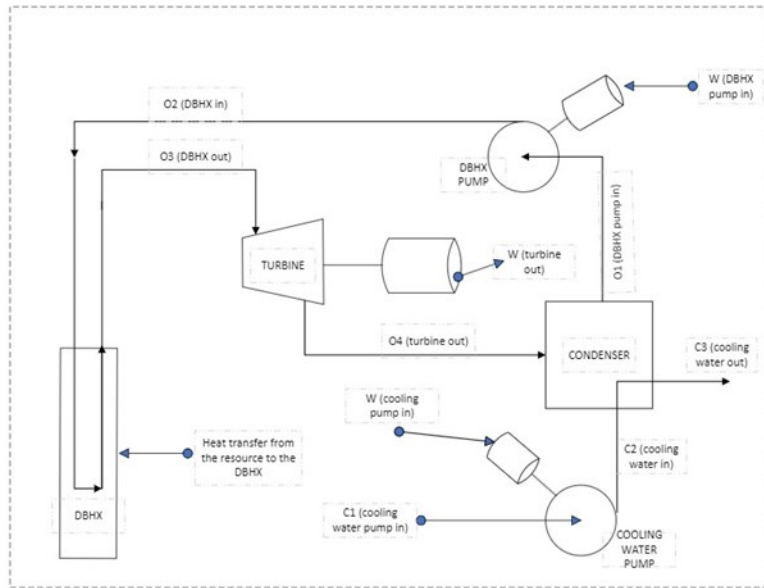 W (DBHX
pump in)
O2 (DBHX in)
O3 (DBHX out)
DBHX
PUMP
O1 (DBHX pump in)
TURBINE
W (turbine
out)
O4 (turbine out)
CONDENSER
C3 (cooling
water out)
W (cooling
pump in)
Heat transfer from
the resource to the
DBHX
C2 (cooling
water in)
C1 (cooling
water pump in)
DBHX
COOLING
WATER
PUMP